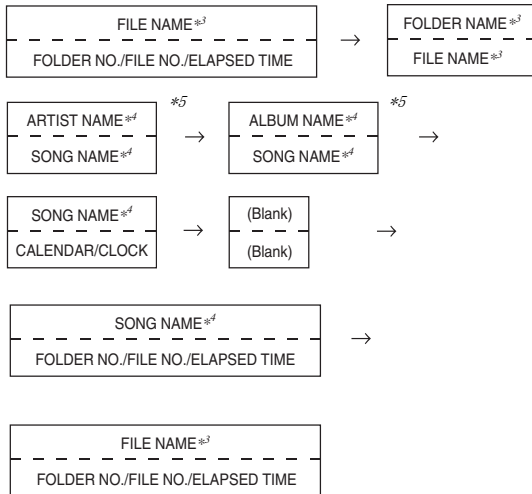 FILE NAME*3 → FOLDER NAME*3
FOLDER NO./FILE NO./ELAPSED TIME FILE NAME*3
ARTIST NAME*4 *5 → ALBUM NAME*4 *5 →
SONG NAME*4 SONG NAME*4
SONG NAME*4 → (Blank) →
CALENDAR/CLOCK (Blank)
SONG NAME*4 →
FOLDER NO./FILE NO./ELAPSED TIME
FILE NAME*3
FOLDER NO./FILE NO./ELAPSED TIME